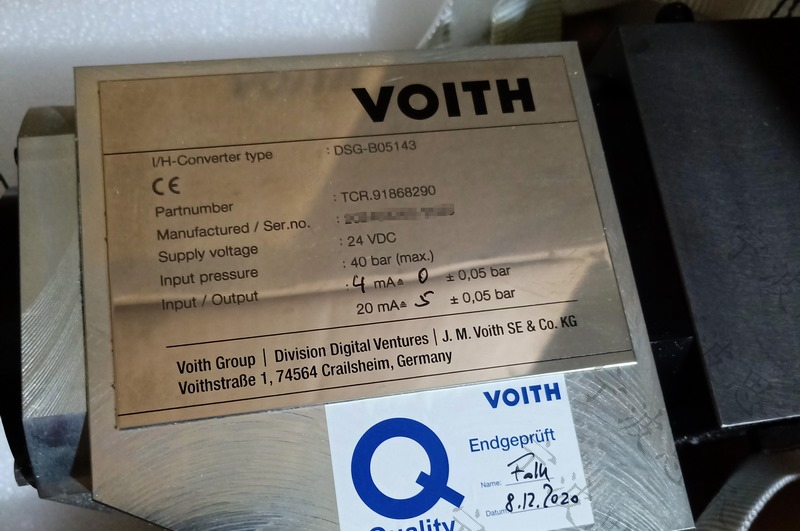 VOITH
I/H-Converter type : DSG-B05143
CE
Partnumber : TCR.91868290
Manufactured / Ser.no. :
Supply voltage : 24 VDC
Input pressure : 40 bar (max.)
Input / Output : 4 mA≙ 0 ± 0,05 bar
20 mA≙ 5 ± 0,05 bar
Voith Group | Division Digital Ventures | J. M. Voith SE & Co. KG
Voithstraße 1, 74564 Crailsheim, Germany
VOITH
Q
Endgeprüft
Name: Falk
Datum: 8.12.2020
Quality